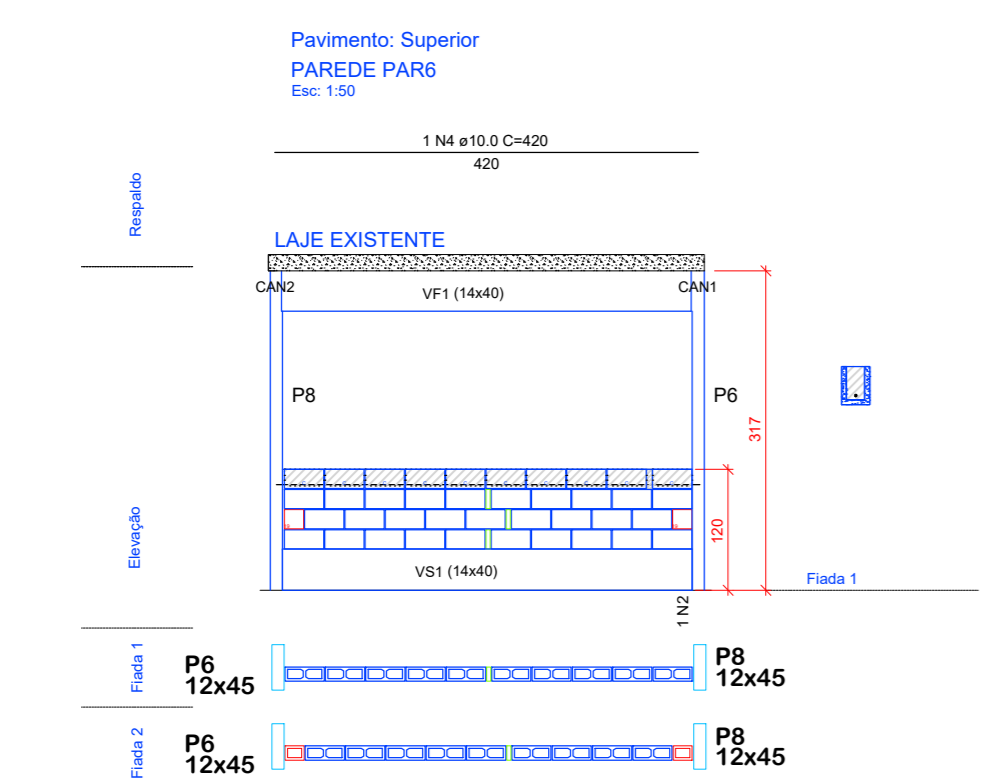 Pavimento: Superior
PAREDE PAR6
Esc: 1:50
1 N4 ø10.0 C=420
420
Respaldo
LAJE EXISTENTE
CAN2
VF1 (14x40)
CAN1
P8
P6
317
Elevação
120
VS1 (14x40)
Fiada 1
1 N2
Fiada 1
P6
12x45
P8
12x45
Fiada 2
P6
12x45
P8
12x45